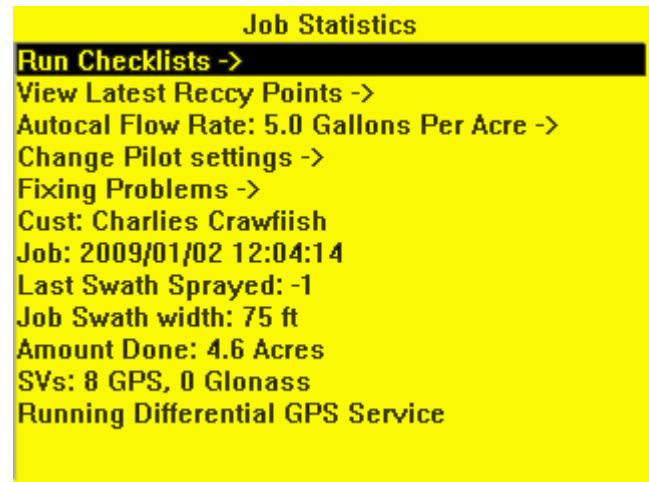 Job Statistics
Run Checklists ->
View Latest Reccy Points ->
Autocal Flow Rate: 5.0 Gallons Per Acre ->
Change Pilot settings ->
Fixing Problems ->
Cust: Charlies Crawfiish
Job: 2009/01/02 12:04:14
Last Swath Sprayed: -1
Job Swath width: 75 ft
Amount Done: 4.6 Acres
SVs: 8 GPS, 0 Glonass
Running Differential GPS Service